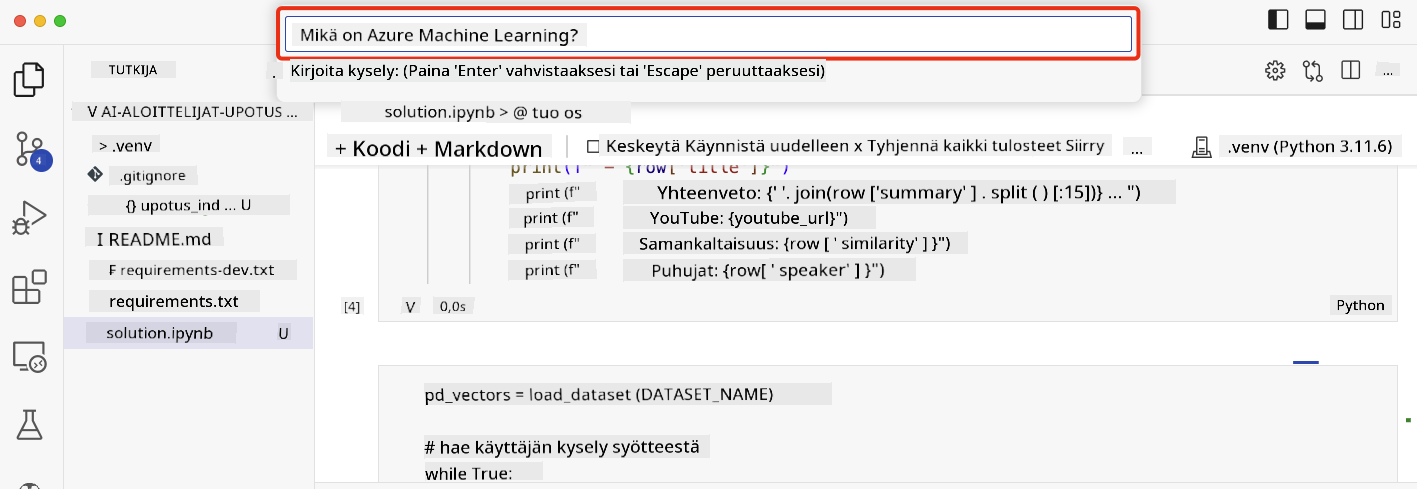 Mikä on Azure Machine Learning?
Kirjoita kysely: (Paina 'Enter' vahvistaaksesi tai 'Escape' peruuttaaksesi)
TUTKIJA
...
V AI-ALOITTELIJAT-UPOTUS ...
> .venv
4
.gitignore
{} upotus_ind ... U
I README.md
F requirements-dev.txt
requirements.txt
solution.ipynb U
solution.ipynb > @ tuo os
+ Koodi + Markdown
Keskeytä Käynnistä uudelleen x Tyhjennä kaikki tulosteet Siirry
...
.venv (Python 3.11.6)
print(f" = {row[ title ]}")
print (f" Yhteenveto: {' '. join(row ['summary' ] . split ( ) [:15])} ... ")
print (f" YouTube: {youtube_url}")
print (f" Samankaltaisuus: {row [ ' similarity' ] }")
print (f" Puhujat: {row[ ' speaker' ] }")
[4] V 0,0s
Python
pd_vectors = load_dataset (DATASET_NAME)
# hae käyttäjän kysely syötteestä
while True: